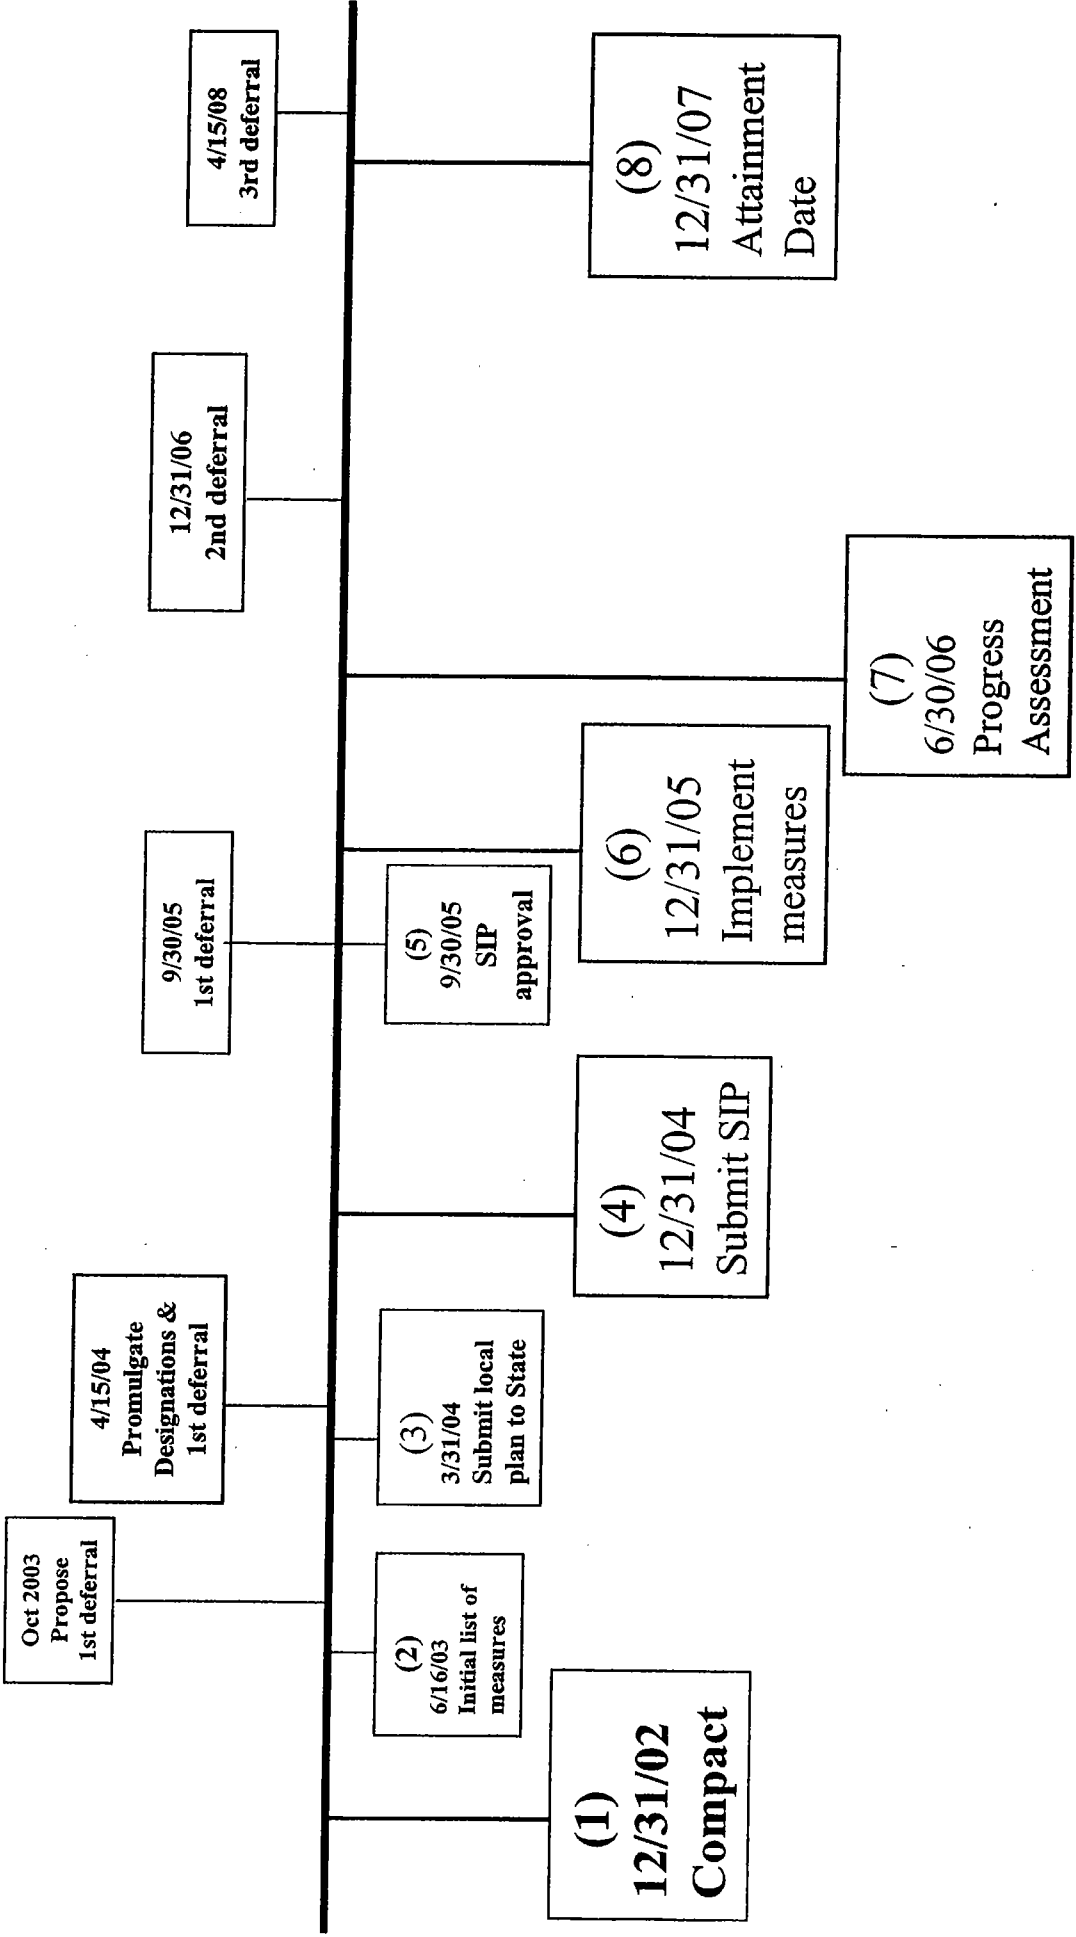 Oct 2003
Propose
1st deferral
4/15/04
Promulgate
Designations &
1st deferral
9/30/05
1st deferral
12/31/06
2nd deferral
4/15/08
3rd deferral
(1)
12/31/02
Compact
(2)
6/16/03
Initial list of
measures
(3)
3/31/04
Submit local
plan to State
(4)
12/31/04
Submit SIP
(5)
9/30/05
SIP
approval
(6)
12/31/05
Implement
measures
(7)
6/30/06
Progress
Assessment
(8)
12/31/07
Attainment
Date